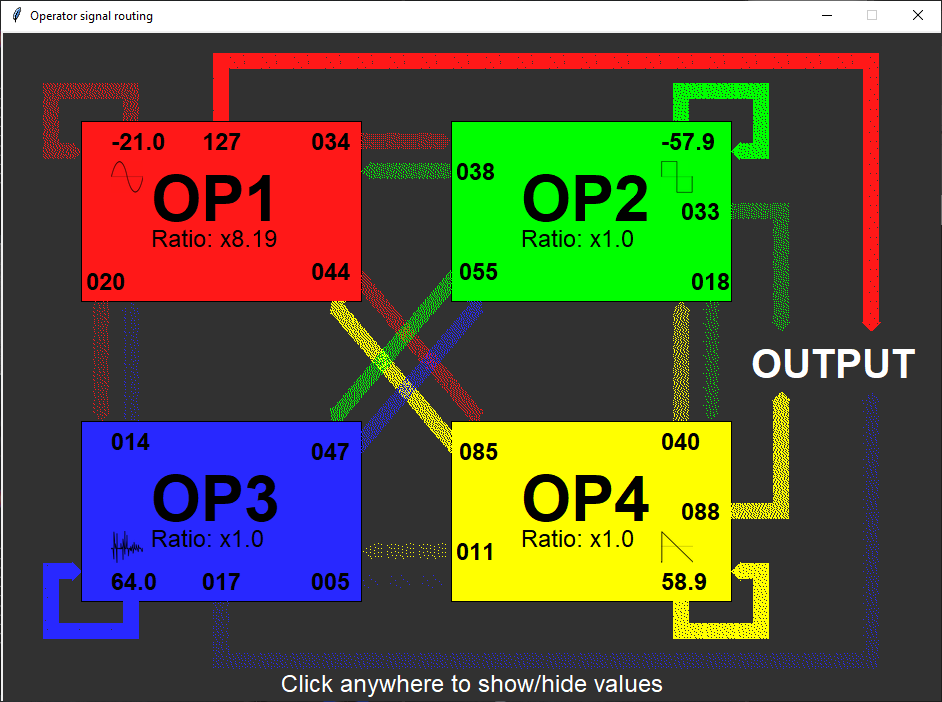 Operator signal routing
-21.0 127 034
-57.9
038
OP1
OP2
033
Ratio: x8.19
Ratio: x1.0
020
044
055
018
OUTPUT
014
047
085
040
OP3
OP4
088
Ratio: x1.0
Ratio: x1.0
011
64.0 017 005
58.9
Click anywhere to show/hide values